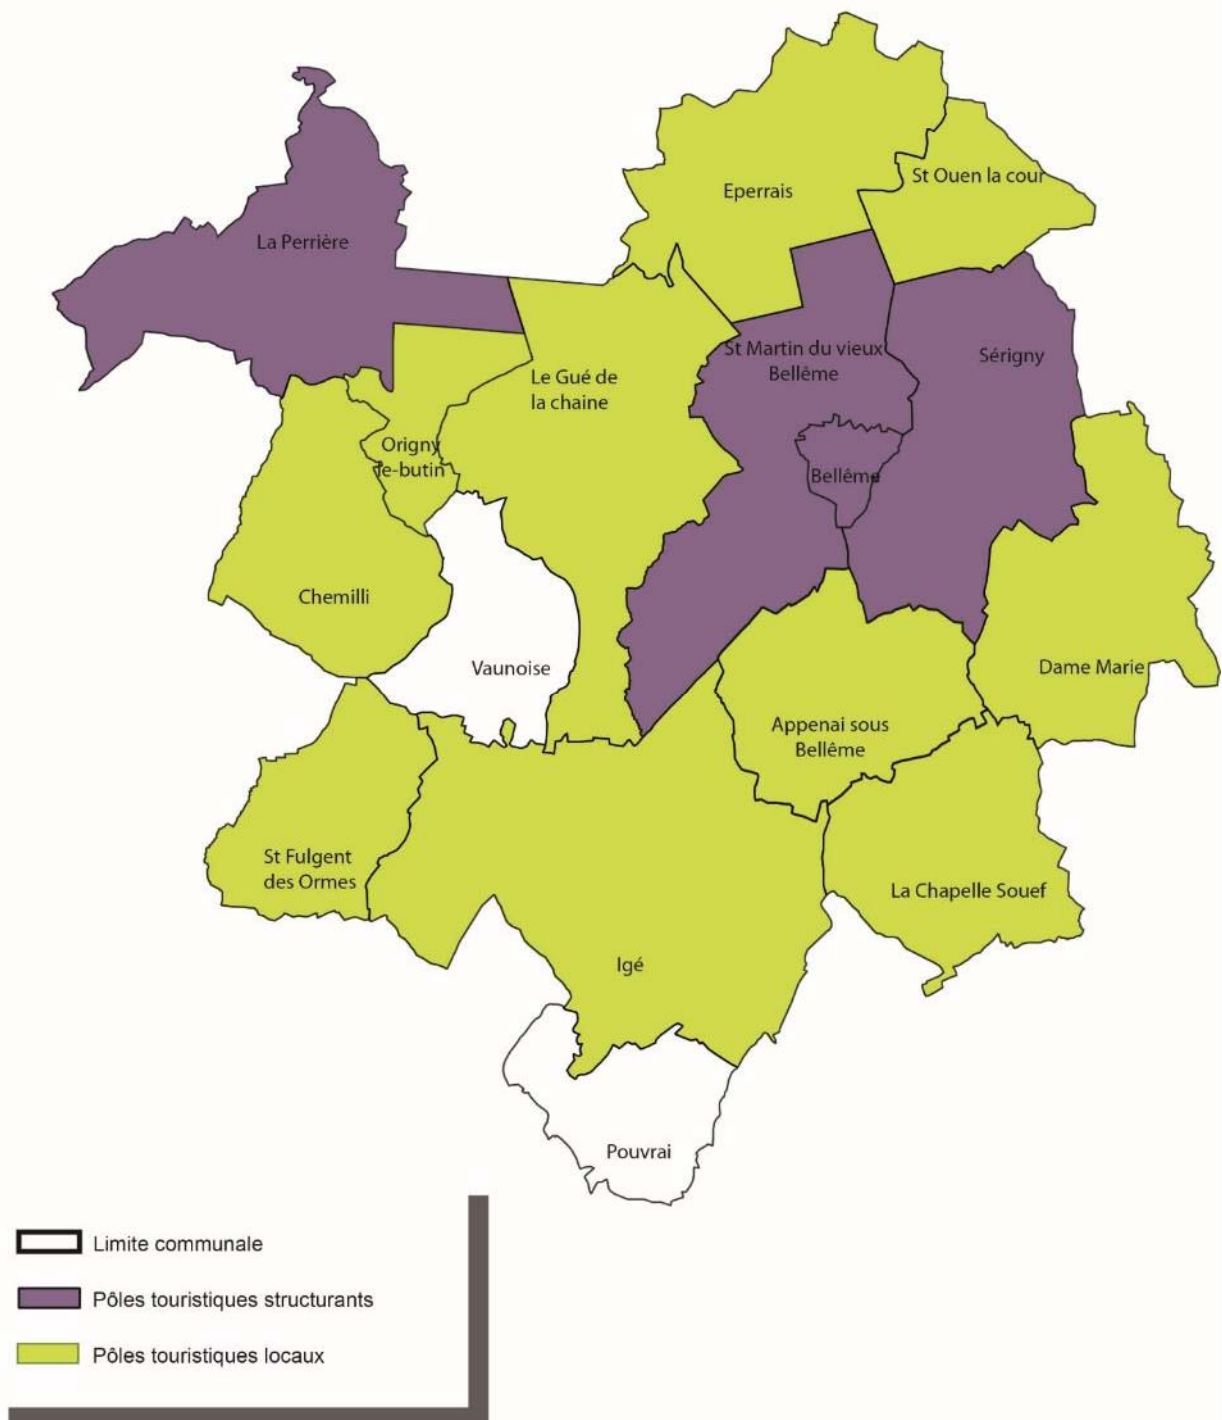 Eperrais
St Ouen la cour
La Perrière
St Martin du vieux
Bellême
Sérigny
Le Gué de
la chaine
Origny
le-butin
Bellême
Chemilli
Vaunoise
Dame Marie
Appenai sous
Bellême
St Fulgent
des Ormes
La Chapelle Souef
Igé
Pouvrai
Limite communale
Pôles touristiques structurants
Pôles touristiques locaux